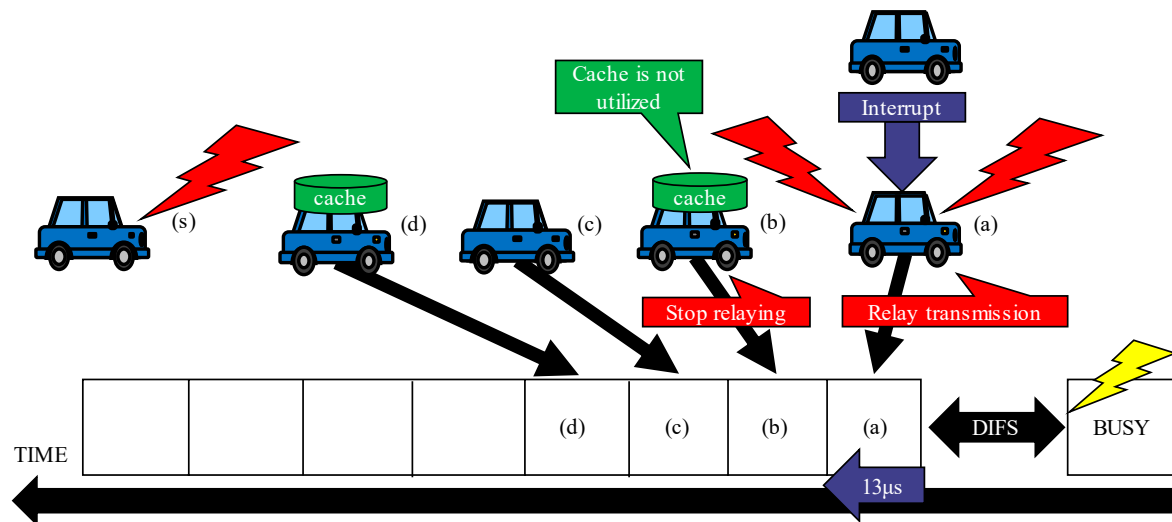 Cache is not
utilized
Interrupt
cache
cache
(s)
(d)
(c)
(b)
(a)
Stop relaying
Relay transmission
(d)
(c)
(b)
(a)
DIFS
BUSY
TIME
13μs